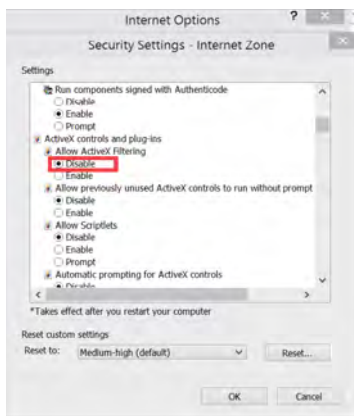 Internet Options
?
Security Settings - Internet Zone
Settings
Run components signed with Authenticode
Disable
Enable
Prompt
ActiveX controls and plug-ins
Allow ActiveX Filtering
Disable
Enable
Allow previously unused ActiveX controls to run without prompt
Disable
Enable
Allow Scriptlets
Disable
Enable
Prompt
Automatic prompting for ActiveX controls
Disable
*Takes effect after you restart your computer
Reset custom settings
Reset to:
Medium-high (default)
Reset...
OK
Cancel